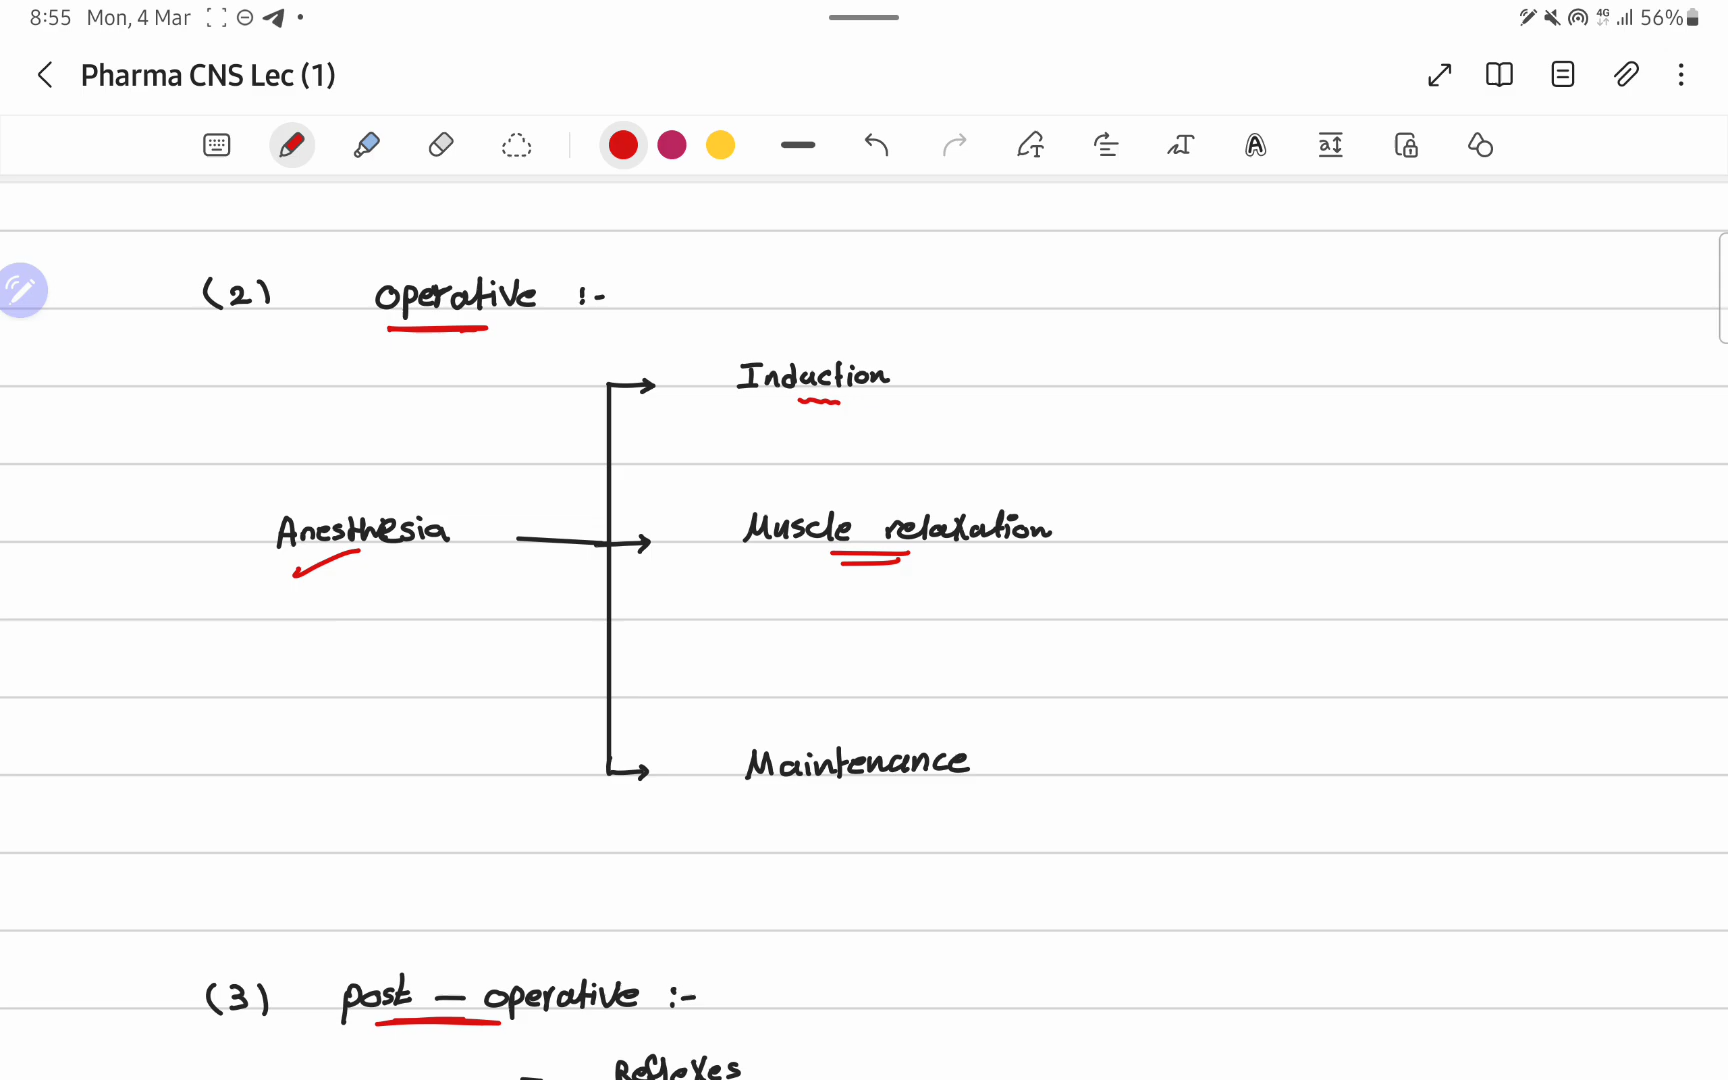 8:55 Mon, 4 Mar
4G 56%
Pharma CNS Lec (1)
(2) operative :-
Induction
Anesthesia
Muscle relaxation
Maintenance
(3) post - operative :-
Reflexes